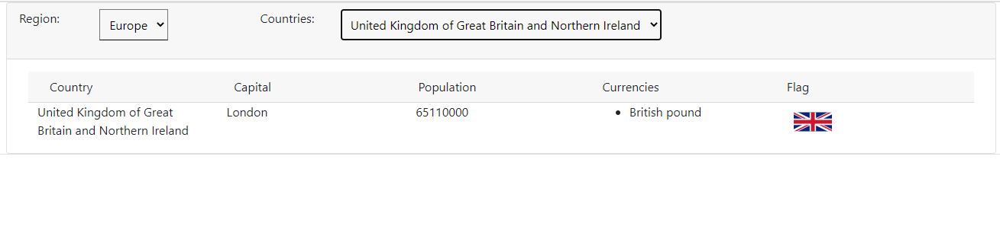 Region: Europe Countries: United Kingdom of Great Britain and Northern Ireland
Country Capital Population Currencies Flag
United Kingdom of Great London 65110000 • British pound
Britain and Northern Ireland